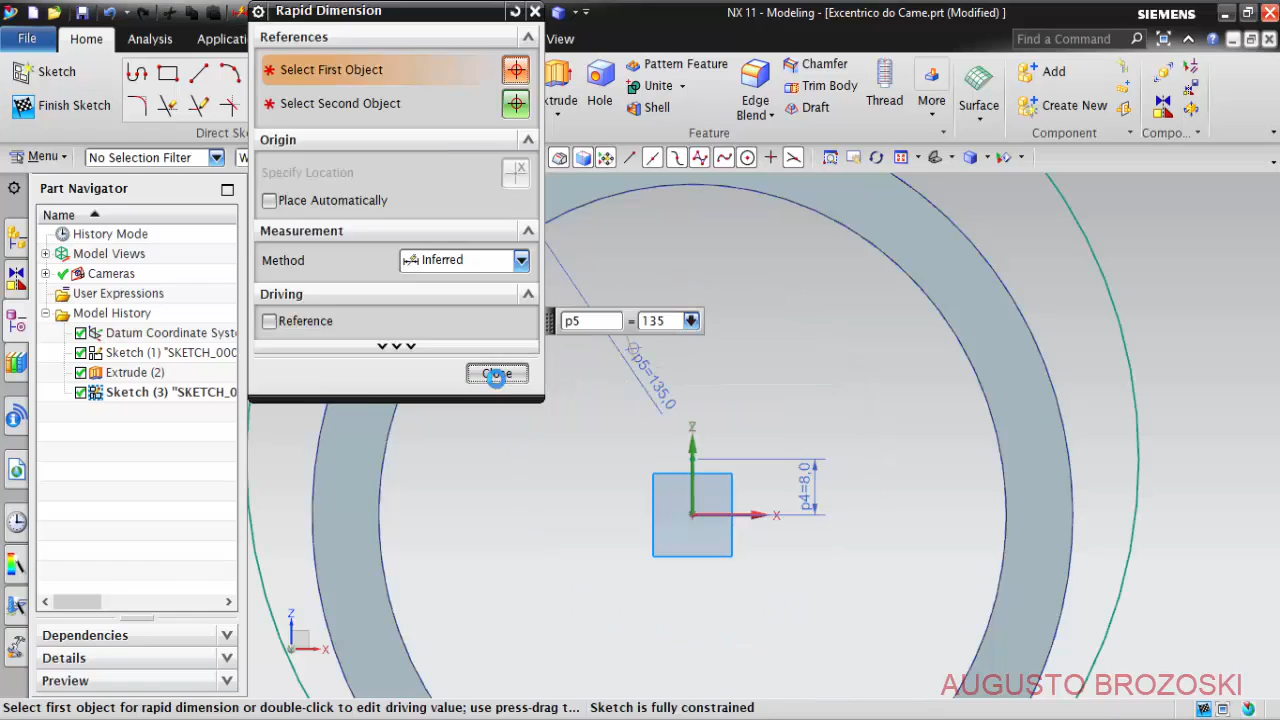 Rapid Dimension
NX 11 - Modeling - [Excentrico do Came.prt (Modified) ]
SIEMENS
File
Home
Analysis
Applicati
View
Find a Command
References
Select First Object
Select Second Object
Origin
Specify Location
Place Automatically
Measurement
Method
Inferred
Driving
Reference
Close
Sketch
Finish Sketch
Direct Sk
Menu
No Selection Filter
W
xtrude
Hole
Pattern Feature
Unite
Shell
Edge
Blend
Chamfer
Trim Body
Draft
Thread
More
Feature
Surface
Add
Create New
Component
Compo...
Part Navigator
Name
History Mode
Model Views
Cameras
User Expressions
Model History
Datum Coordinate Syst
Sketch (1) "SKETCH_00C
Extrude (2)
Sketch (3) "SKETCH_0
Dependencies
Details
Preview
p5
=
135
Øp5=135,0
p4=8,0
Z
X
Z
X
AUGUSTO BROZOSKI
Select first object for rapid dimension or double-click to edit driving value; use press-drag t...
Sketch is fully constrained